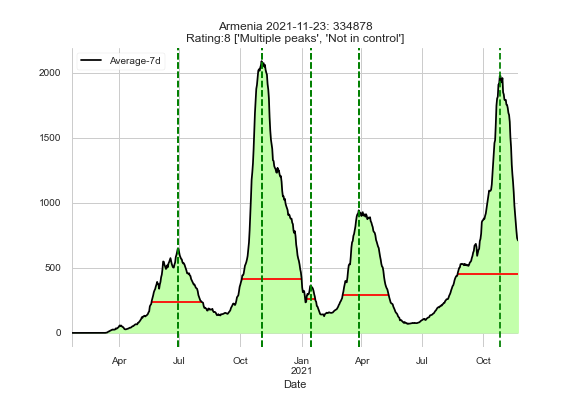 Armenia 2021-11-23: 334878
Rating:8 ['Multiple peaks', 'Not in control']
Average-7d
2000
1500
1000
500
0
Apr
Jul
Oct
Jan
2021
Apr
Jul
Oct
Date